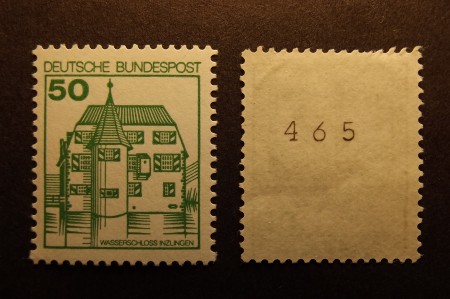 DEUTSCHE BUNDESPOST
50
WASSERSCHLOSS INZLINGEN
465